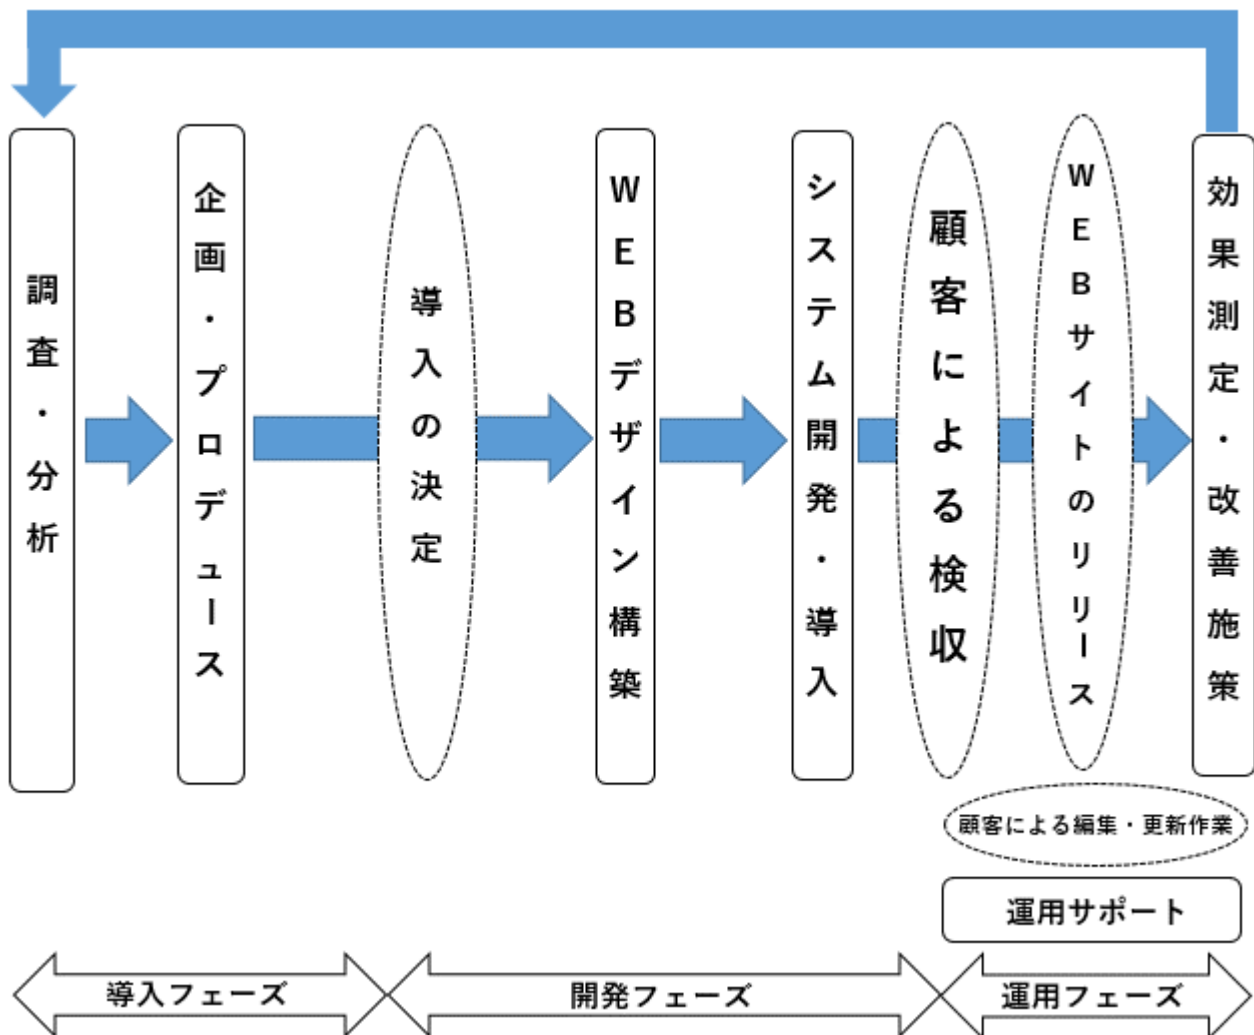 調査・分析
企画・プロデュース
導入の決定
WEBデザイン構築
システム開発・導入
顧客による検収
WEBサイトのリリース
効果測定・改善施策
顧客による編集・更新作業
運用サポート
導入フェーズ
開発フェーズ
運用フェーズ